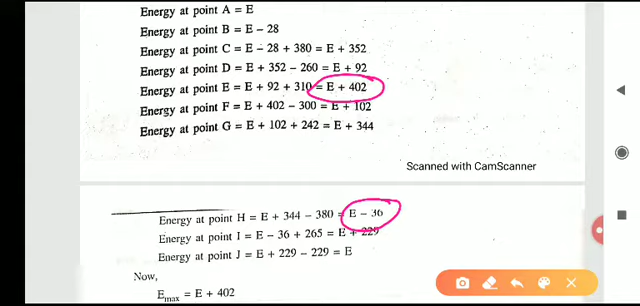 Energy at point A = E
Energy at point B = E − 28
Energy at point C = E − 28 + 380 = E + 352
Energy at point D = E + 352 − 260 = E + 92
Energy at point E = E + 92 + 310 = E + 402
Energy at point F = E + 402 − 300 = E + 102
Energy at point G = E + 102 + 242 = E + 344
Scanned with CamScanner
Energy at point H = E + 344 − 380 = E − 36
Energy at point I = E − 36 + 265 = E + 229
Energy at point J = E + 229 − 229 = E
Now,
Emax = E + 402